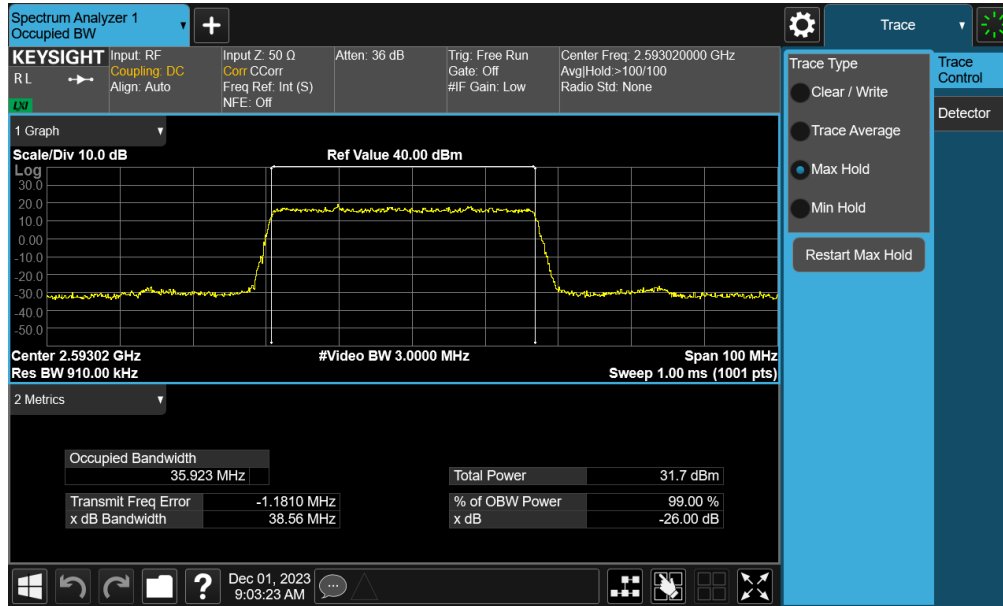 Spectrum Analyzer 1
Occupied BW
+
Trace
KEYSIGHT
R L
LXI
Input: RF
Coupling: DC
Align: Auto
Input Z: 50 Ω
Corr CCorr
Freq Ref: Int (S)
NFE: Off
Atten: 36 dB
Trig: Free Run
Gate: Off
#IF Gain: Low
Center Freq: 2.593020000 GHz
Avg|Hold:>100/100
Radio Std: None
1 Graph
Scale/Div 10.0 dB
Ref Value 40.00 dBm
Log
30.0
20.0
10.0
0.00
-10.0
-20.0
-30.0
-40.0
-50.0
Center 2.59302 GHz
#Video BW 3.0000 MHz
Span 100 MHz
Res BW 910.00 kHz
Sweep 1.00 ms (1001 pts)
2 Metrics
Occupied Bandwidth
35.923 MHz
Total Power 31.7 dBm
Transmit Freq Error -1.1810 MHz
% of OBW Power 99.00 %
x dB Bandwidth 38.56 MHz
x dB -26.00 dB
?
Dec 01, 2023
9:03:23 AM
Trace Type
Clear / Write
Trace Average
Max Hold
Min Hold
Restart Max Hold
Trace
Control
Detector